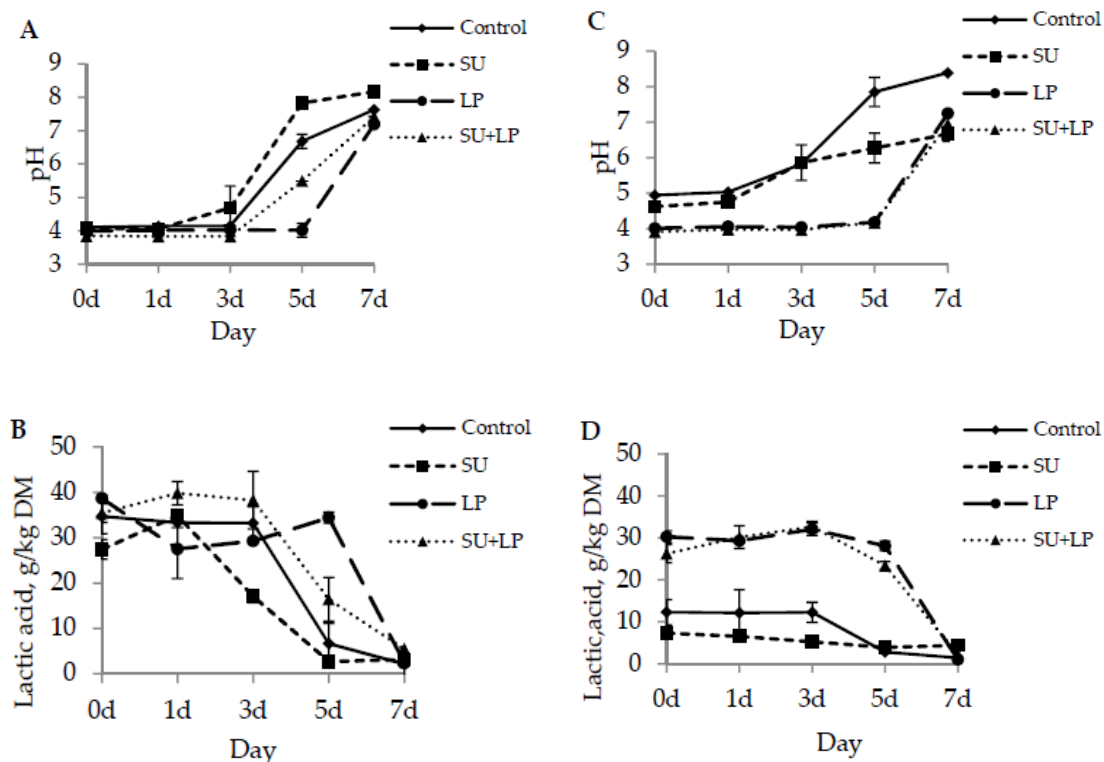 A
pH
9
8
7
6
5
4
3
0d 1d 3d 5d 7d
Day
Control
SU
LP
SU+LP
C
pH
9
8
7
6
5
4
3
0d 1d 3d 5d 7d
Day
Control
SU
LP
SU+LP
B
Lactic acid, g/kg DM
50
40
30
20
10
0
0d 1d 3d 5d 7d
Day
Control
SU
LP
SU+LP
D
Lactic,acid, g/kg DM
50
40
30
20
10
0
0d 1d 3d 5d 7d
Day
Control
SU
LP
SU+LP